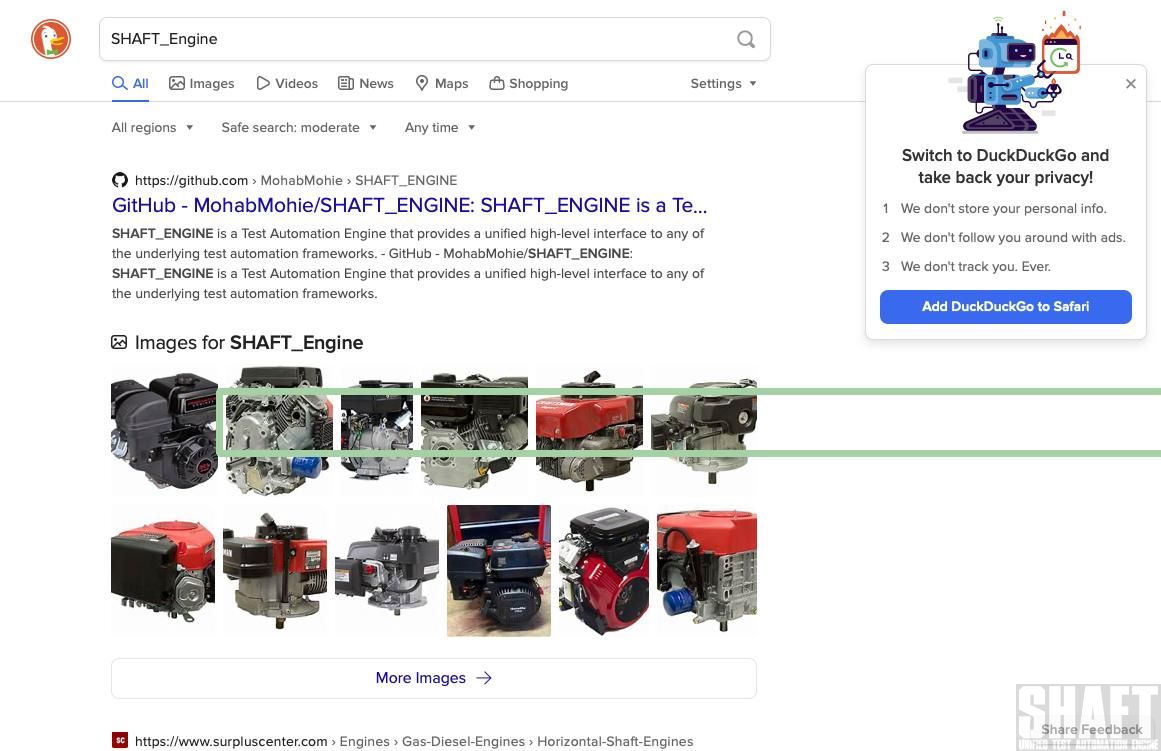 SHAFT_Engine
All
Images
Videos
News
Maps
Shopping
Settings
All regions
Safe search: moderate
Any time
Switch to DuckDuckGo and
take back your privacy!
1 We don't store your personal info.
2 We don't follow you around with ads.
3 We don't track you. Ever.
Add DuckDuckGo to Safari
https://github.com › MohabMohie › SHAFT_ENGINE
GitHub - MohabMohie/SHAFT_ENGINE: SHAFT_ENGINE is a Te...
SHAFT_ENGINE is a Test Automation Engine that provides a unified high-level interface to any of
the underlying test automation frameworks. - GitHub - MohabMohie/SHAFT_ENGINE:
SHAFT_ENGINE is a Test Automation Engine that provides a unified high-level interface to any of
the underlying test automation frameworks.
Images for SHAFT_Engine
More Images
SC https://www.surpluscenter.com › Engines › Gas-Diesel-Engines › Horizontal-Shaft-Engines
SHAFT
Share Feedback